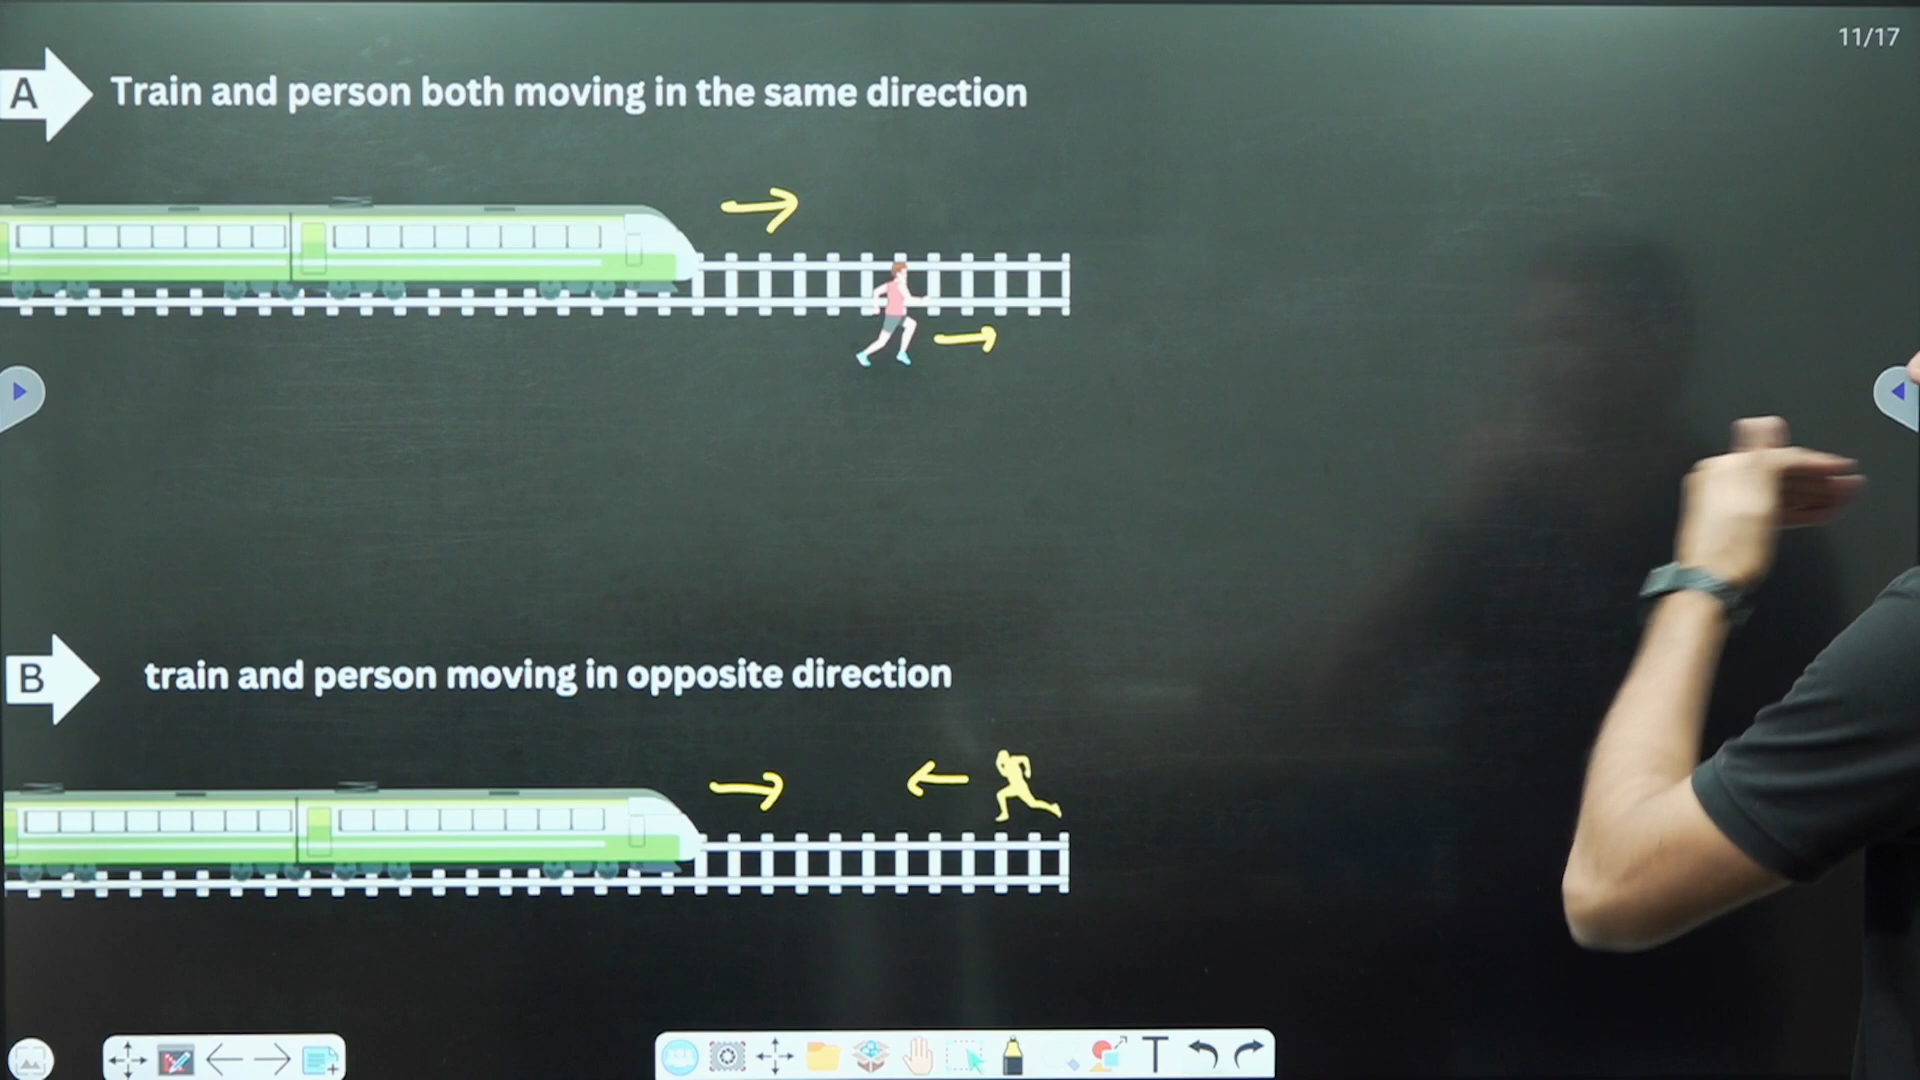 11/17
A
Train and person both moving in the same direction
B
train and person moving in opposite direction
T